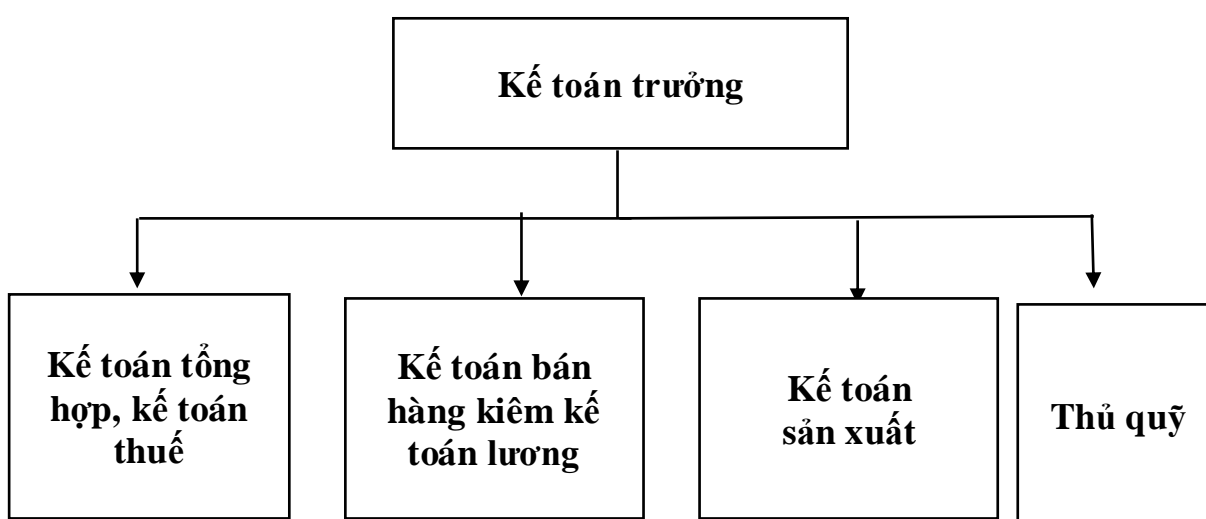 Kế toán trưởng
Kế toán tổng
hợp, kế toán
thuế
Kế toán bán
hàng kiêm kế
toán lương
Kế toán
sản xuất
Thủ quỹ